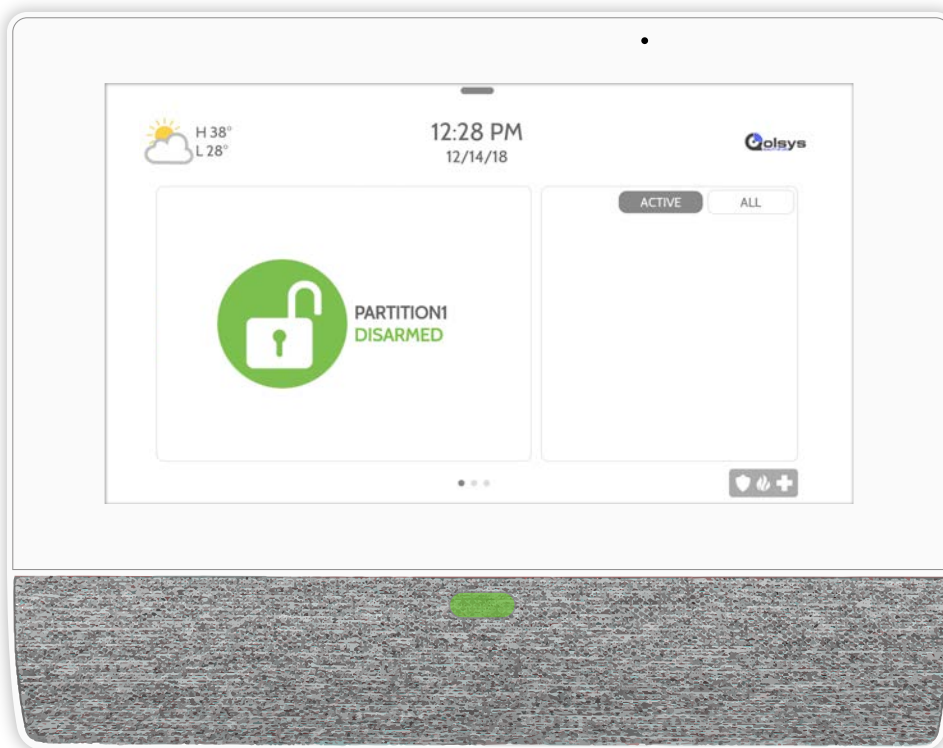 H 38°
L 28°
12:28 PM
12/14/18
Qolsys
PARTITION1
DISARMED
ACTIVE
ALL